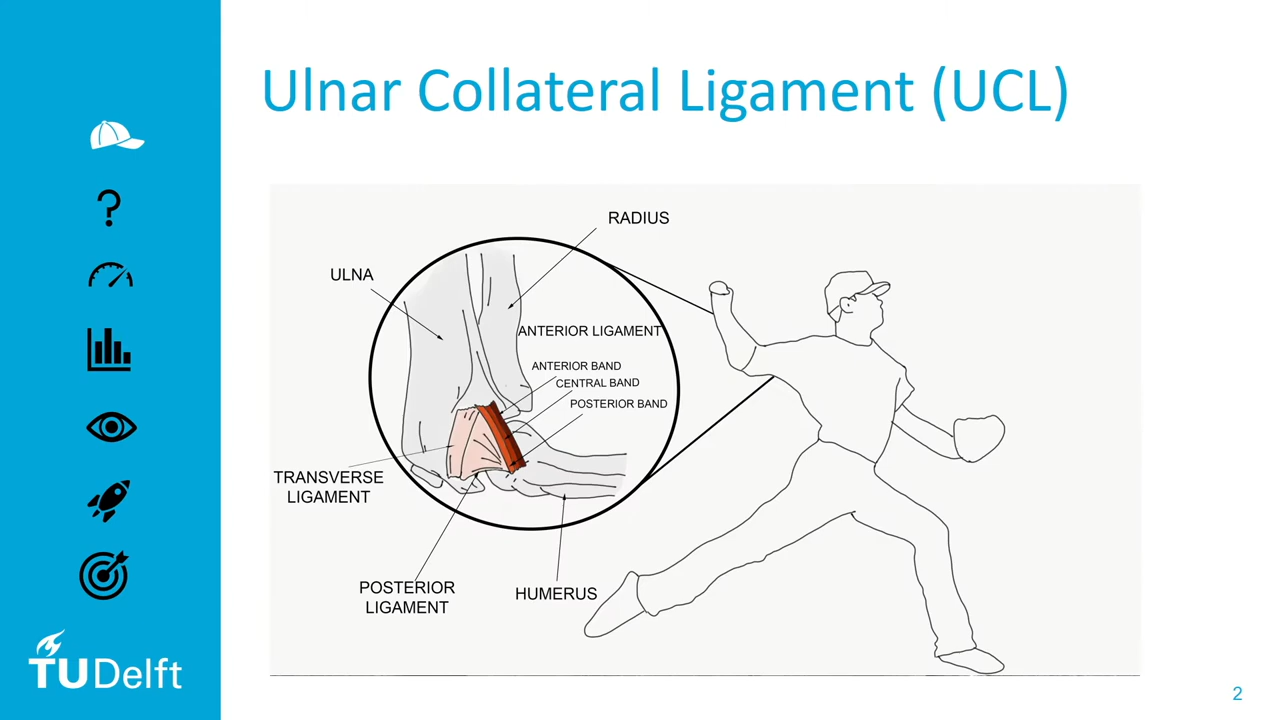 Ulnar Collateral Ligament (UCL)
RADIUS
ULNA
ANTERIOR LIGAMENT
ANTERIOR BAND
CENTRAL BAND
POSTERIOR BAND
TRANSVERSE
LIGAMENT
POSTERIOR
LIGAMENT
HUMERUS
?
TUDelft
2